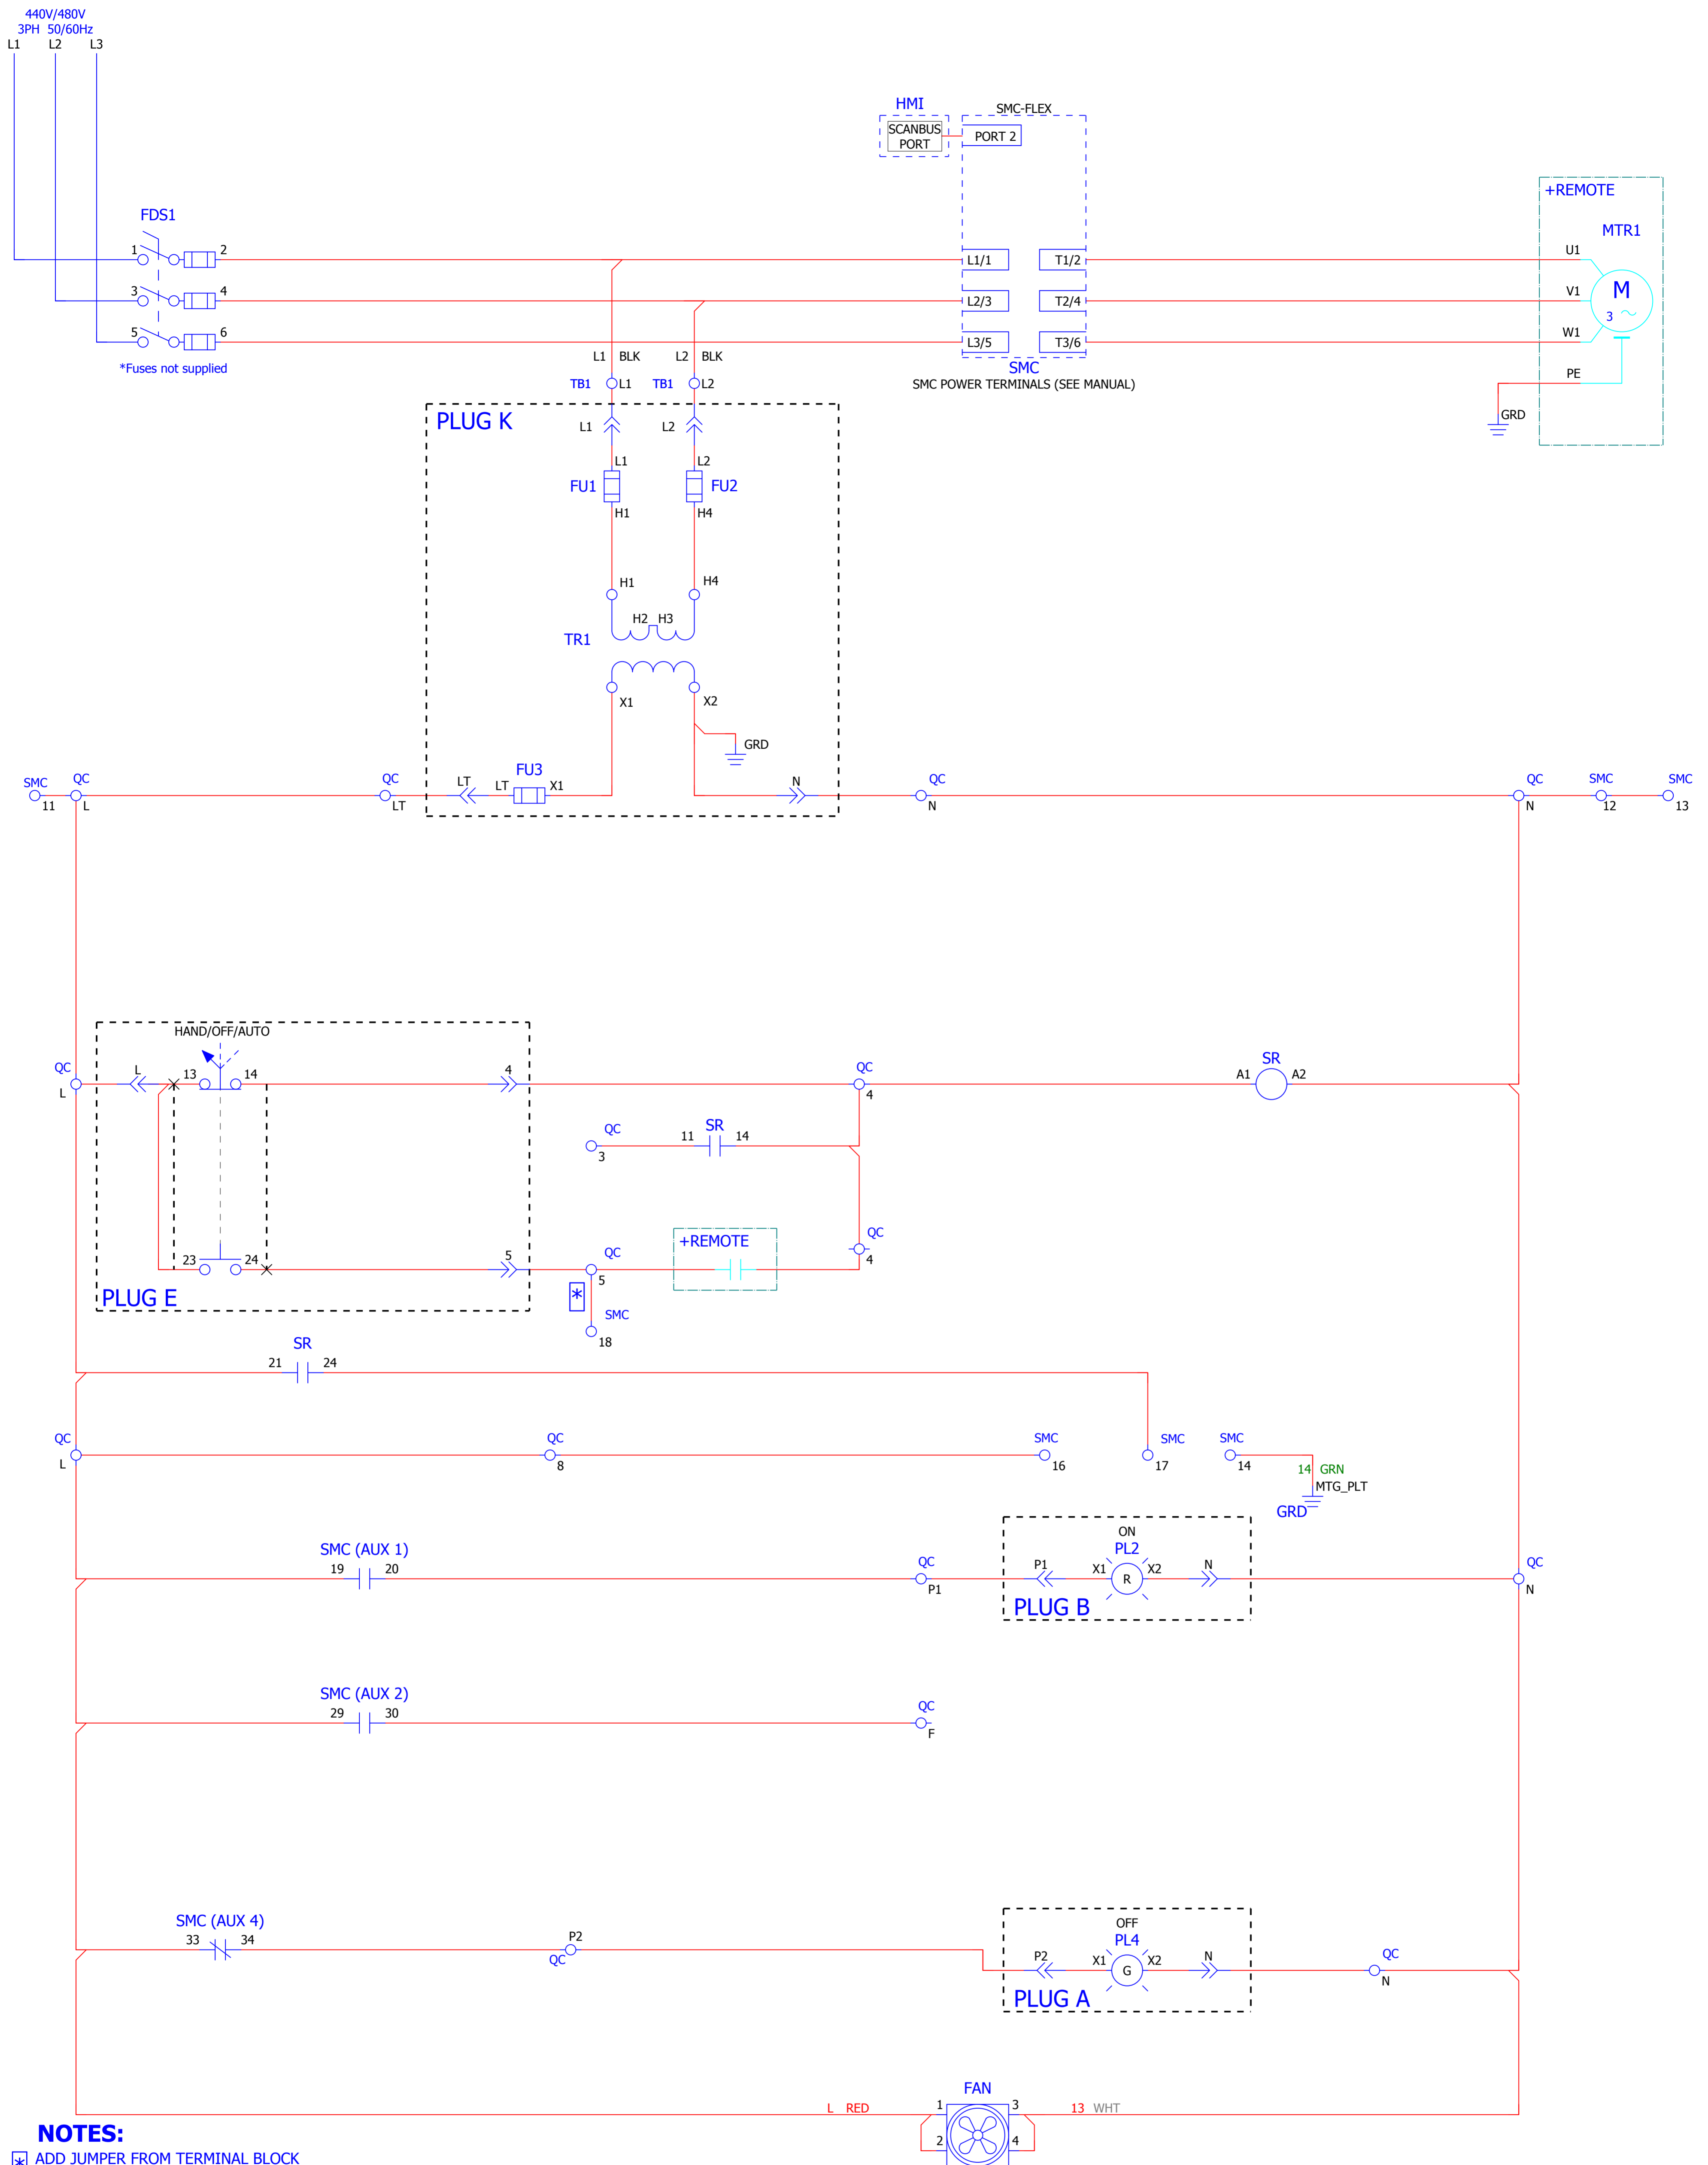 440V/480V
3PH 50/60Hz
L1 L2 L3
HMI
SMC-FLEX
SCANBUS
PORT
PORT 2
+REMOTE
FDS1
MTR1
1 2
L1/1 T1/2
U1
3 4
L2/3 T2/4
V1
M
3
5 6
L3/5 T3/6
W1
*Fuses not supplied
L1 BLK L2 BLK
SMC
SMC POWER TERMINALS (SEE MANUAL)
PE
TB1 L1 TB1 L2
GRD
PLUG K
L1 L2
L1 L2
FU1 FU2
H1 H4
H1 H4
H2 H3
TR1
X1 X2
GRD
FU3
SMC QC QC LT LT X1 N QC QC SMC SMC
11 L LT N N 12 13
HAND/OFF/AUTO
QC L 13 14 4 QC SR
A1 A2
L 4
QC SR
11 14
3
+REMOTE
QC
23 24 5 QC
4
5
PLUG E
*
SMC
18
SR
21 24
QC QC SMC SMC SMC
L 8 16 17 14
14 GRN
MTG_PLT
GRD
ON
PL2
SMC (AUX 1)
19 20 QC P1 X1 X2 N QC
R
P1 N
PLUG B
SMC (AUX 2)
29 30 QC
F
SMC (AUX 4)
33 34 P2
QC
OFF
PL4
P2 X1 X2 N QC
G
N
PLUG A
FAN
L RED 1 3 13 WHT
2 4
NOTES:
* ADD JUMPER FROM TERMINAL BLOCK